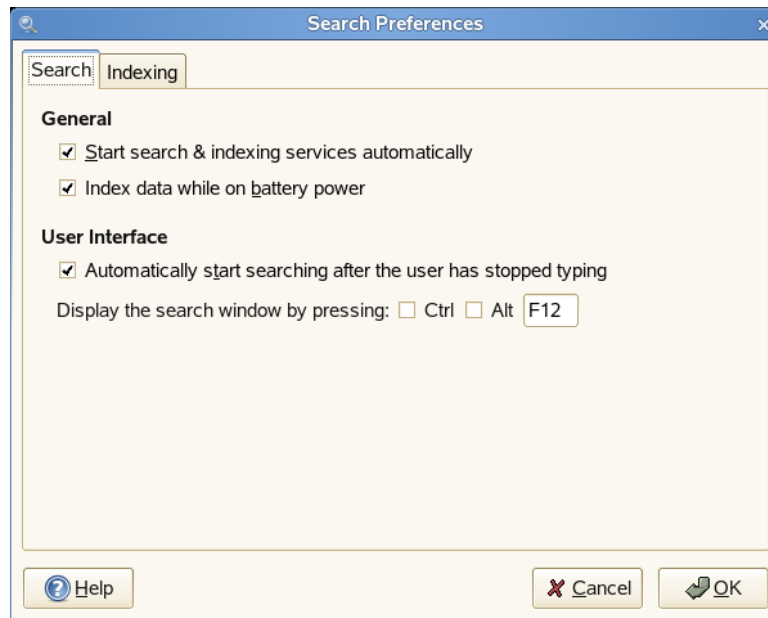 Search Preferences
Search Indexing
General
Start search & indexing services automatically
Index data while on battery power
User Interface
Automatically start searching after the user has stopped typing
Display the search window by pressing: Ctrl Alt F12
Help Cancel OK